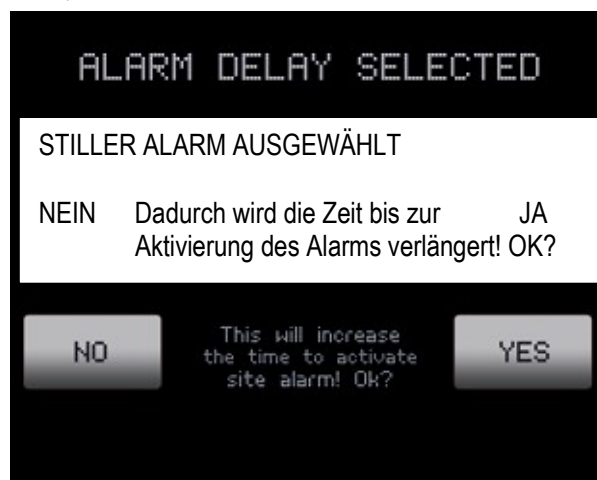 ALARM DELAY SELECTED
STILLER ALARM AUSGEWÄHLT
NEIN Dadurch wird die Zeit bis zur JA
Aktivierung des Alarms verlängert! OK?
NO This will increase the time to activate site alarm! Ok? YES